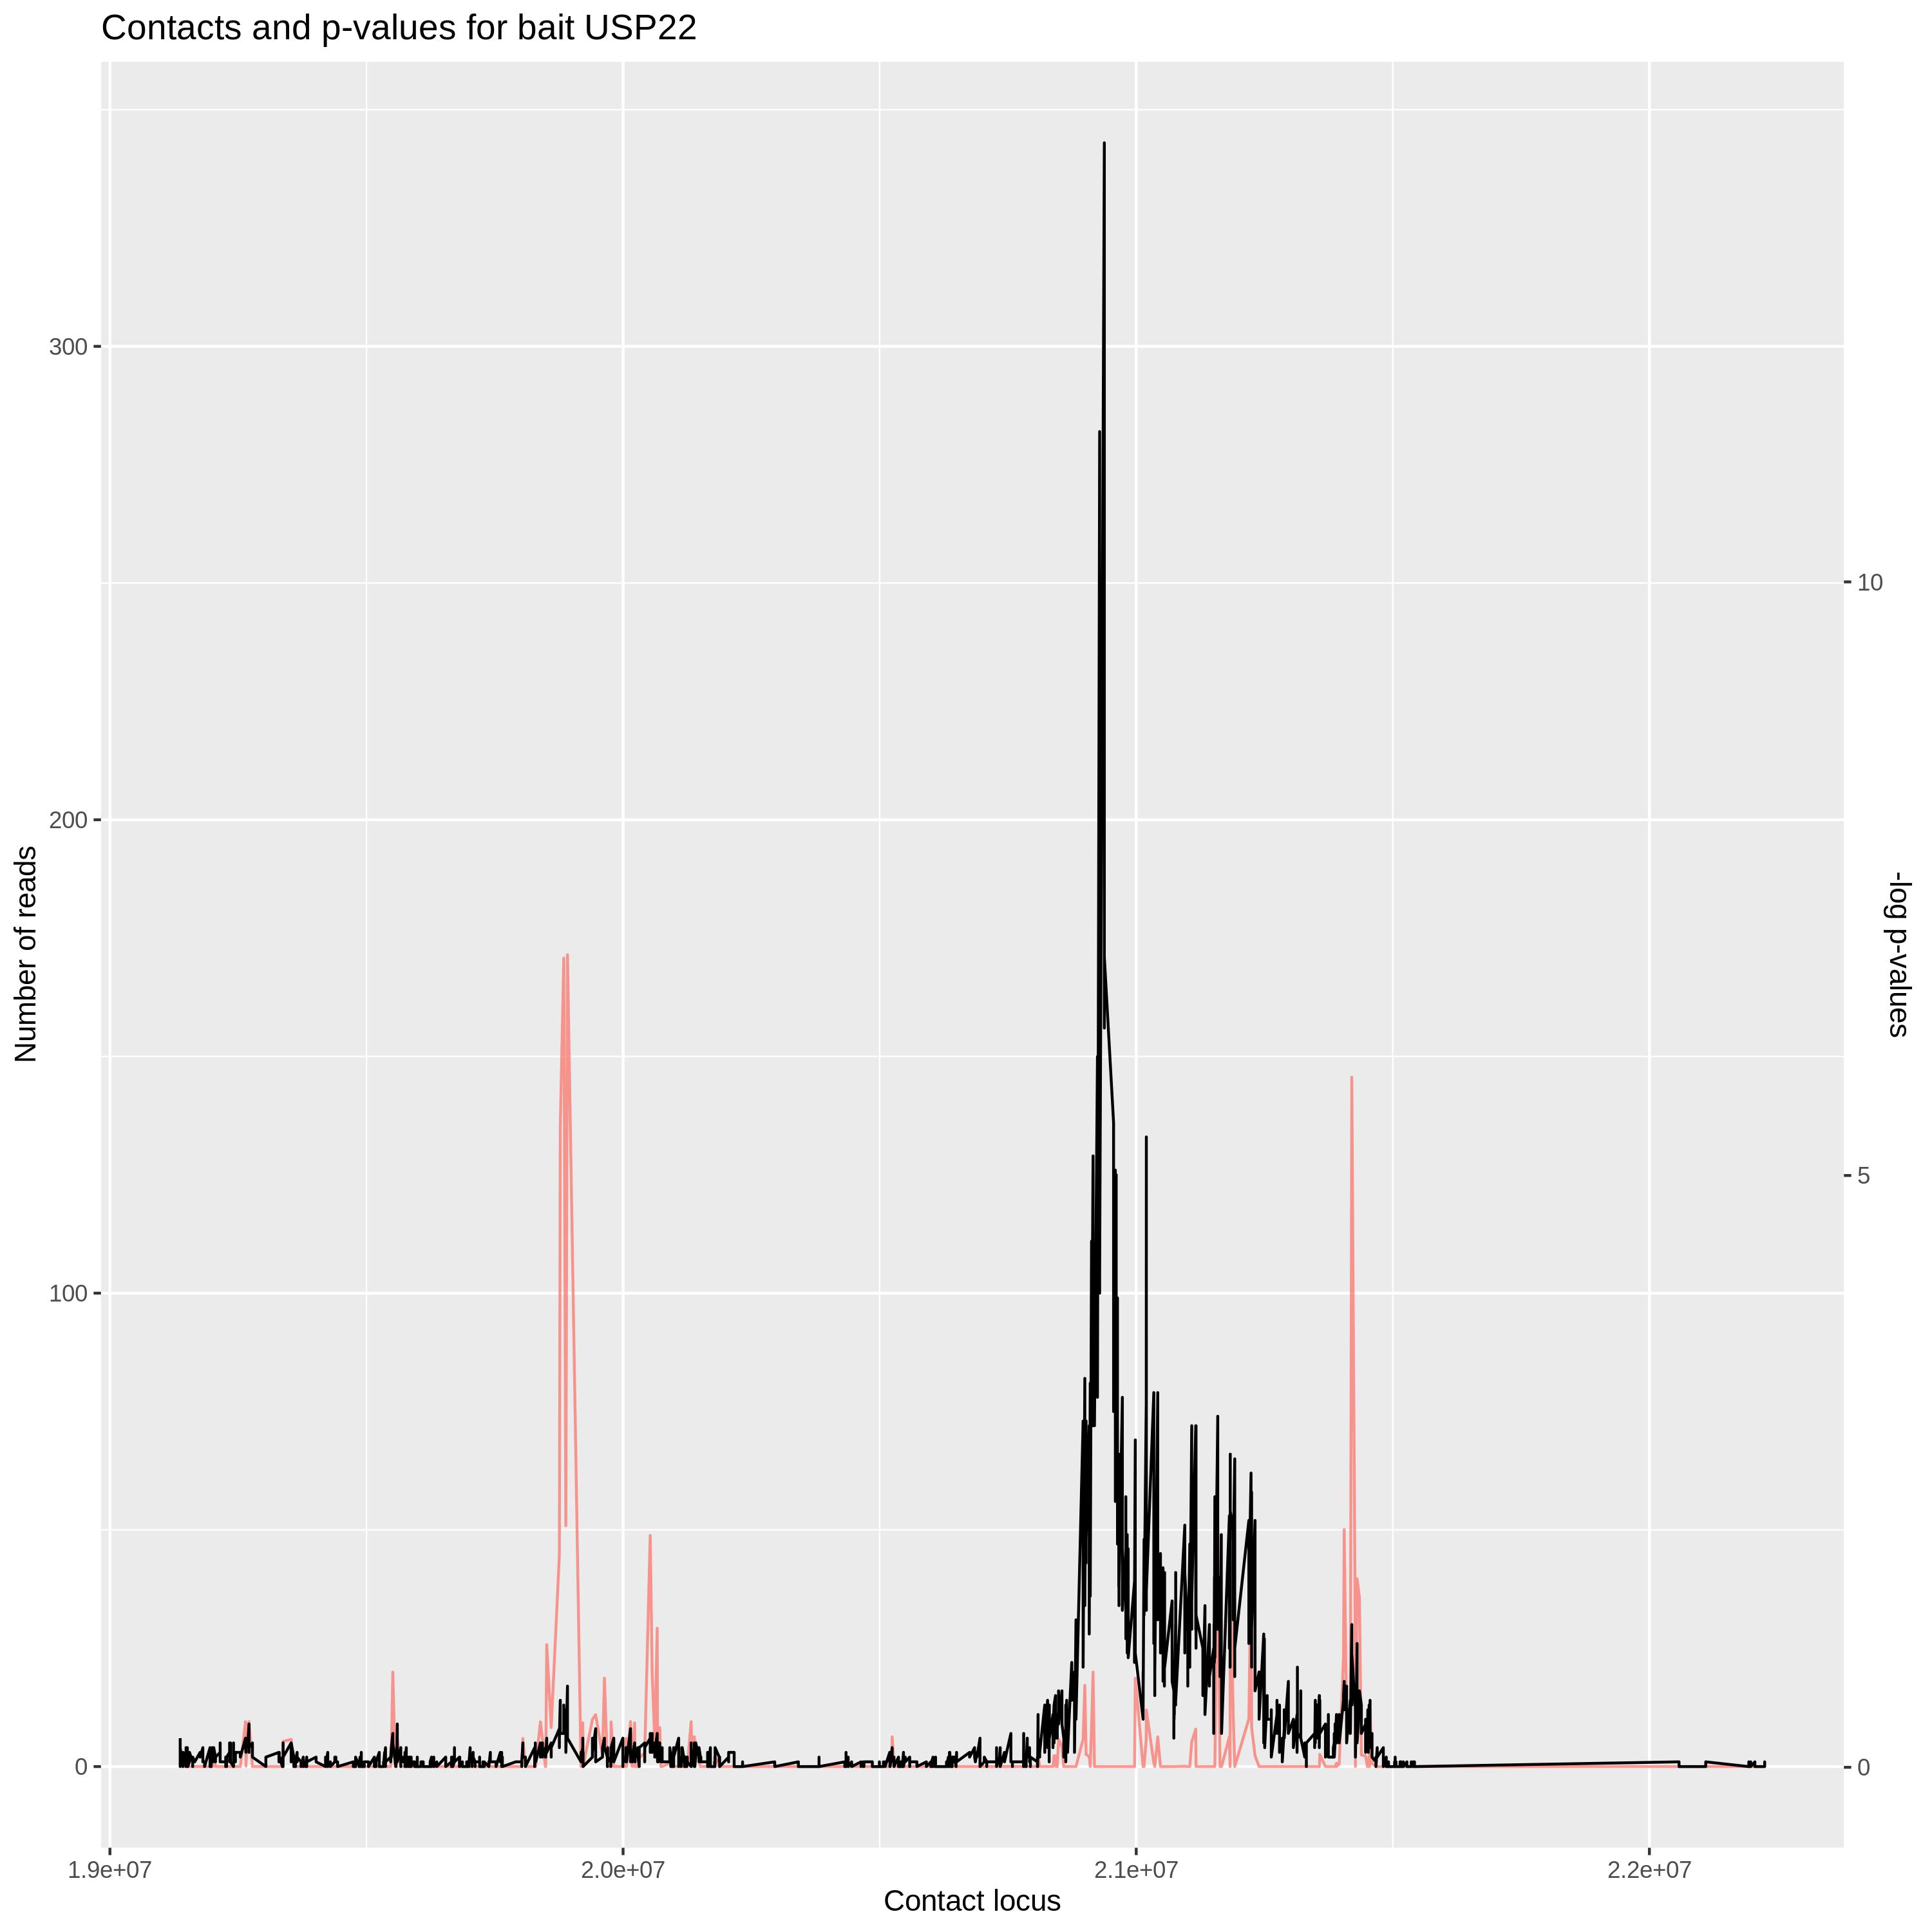 Contacts and p-values for bait USP22
300
200
100
0
Number of reads
10
5
0
-log p-values
1.9e+07 2.0e+07 2.1e+07 2.2e+07
Contact locus